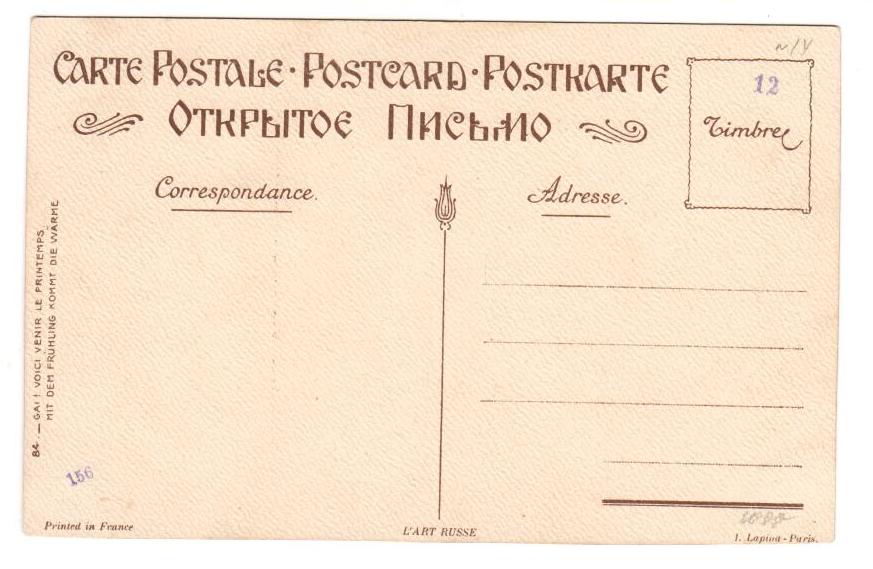 CARTE POSTALE · POSTCARD · POSTKARTE
ОТКРЫТОЕ ПИСЬМО
12
Timbre
Correspondance.
Adresse.
84 — GAI ! VOICI VENIR LE PRINTEMPS.
MIT DEM FRÜHLING KOMMT DIE WÄRME
156
Printed in France
L'ART RUSSE
I. Lapina - Paris.